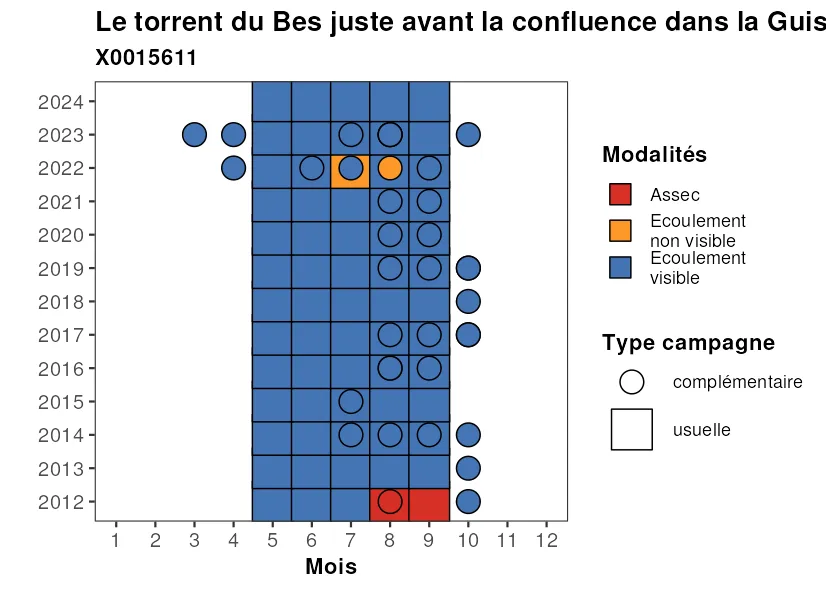 Le torrent du Bes juste avant la confluence dans la Guis
X0015611
2024
2023
2022
2021
2020
2019
2018
2017
2016
2015
2014
2013
2012
1 2 3 4 5 6 7 8 9 10 11 12
Mois
Modalités
Assec
Ecoulement
non visible
Ecoulement
visible
Type campagne
complémentaire
usuelle